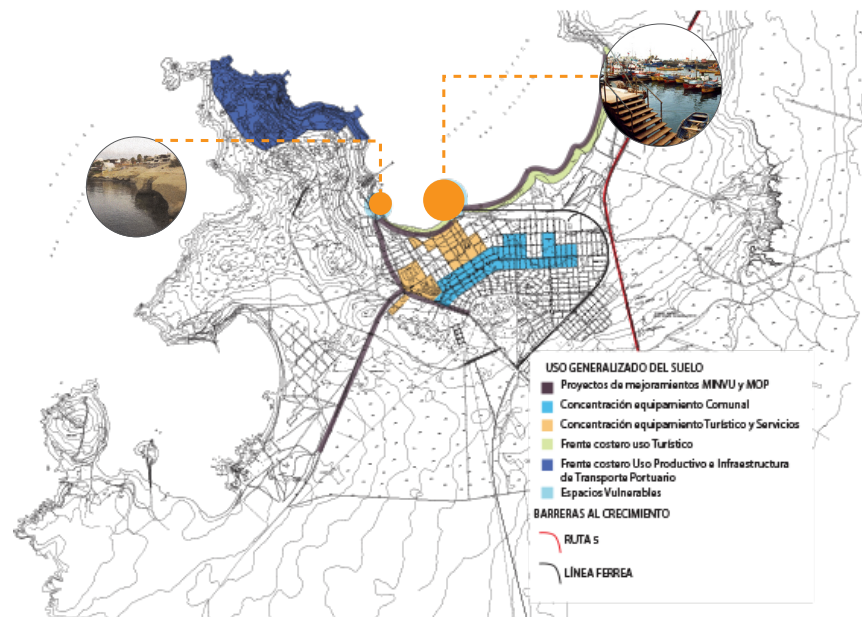 USO GENERALIZADO DEL SUELO
Proyectos de mejoramientos MINVU y MOP
Concentración equipamiento Comunal
Concentración equipamiento Turístico y Servicios
Frente costero uso Turístico
Frente costero Uso Productivo e Infraestructura
de Transporte Portuario
Espacios Vulnerables
BARRERAS AL CRECIMIENTO
RUTA 5
LÍNEA FERREA